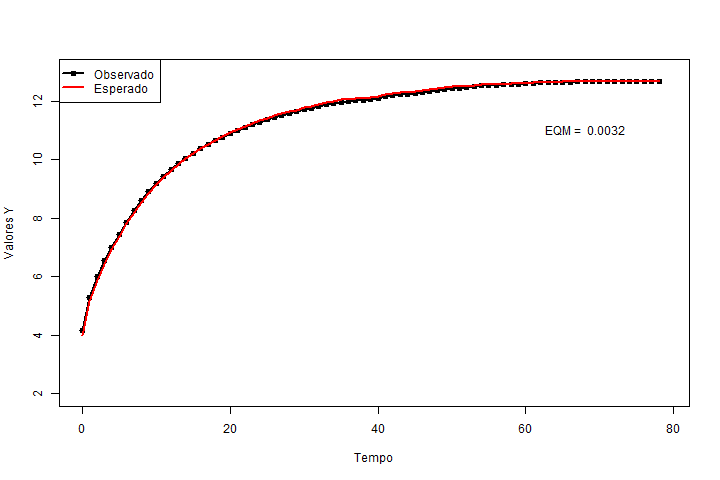 Observado
Esperado
EQM = 0.0032
Valores Y
12
10
8
6
4
2
0 20 40 60 80
Tempo